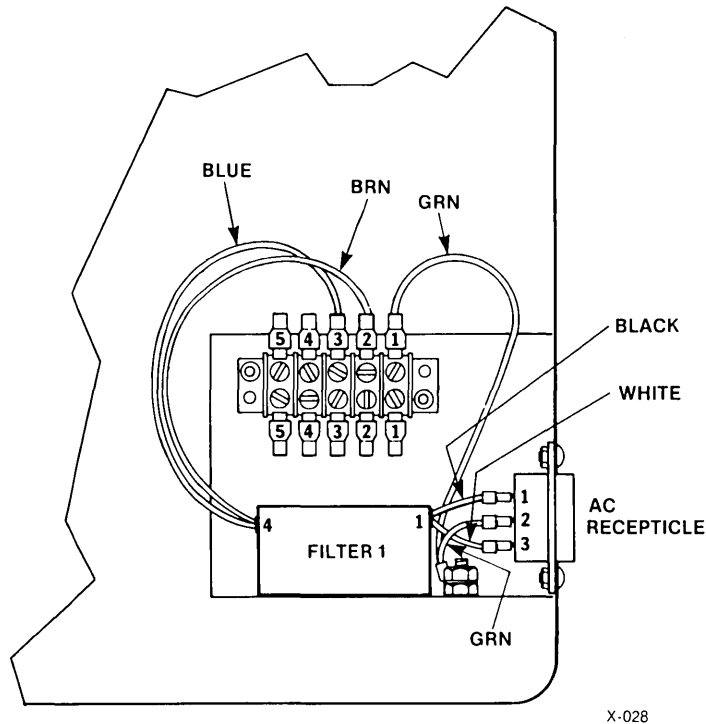 BLUE
BRN
GRN
5 4 3 2 1
BLACK
WHITE
5 4 3 2 1
4
FILTER 1
1
1
2
3
AC
RECEPTICLE
GRN
X-028